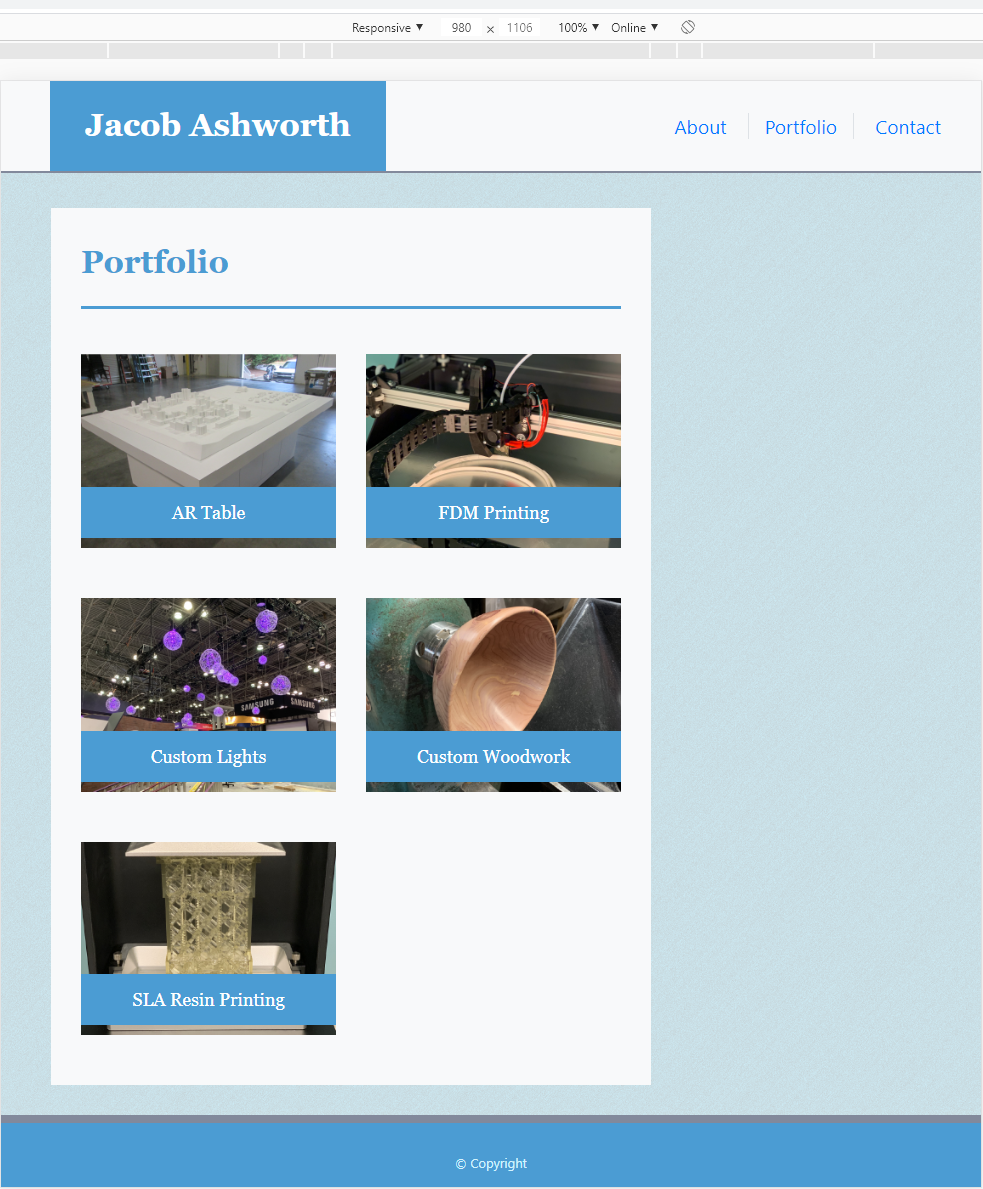 Responsive ▼ 980 × 1106 100% ▼ Online ▼
Jacob Ashworth
About Portfolio Contact
Portfolio
AR Table
FDM Printing
SAMSUNG SAMSUNG
Custom Lights
Custom Woodwork
SLA Resin Printing
© Copyright